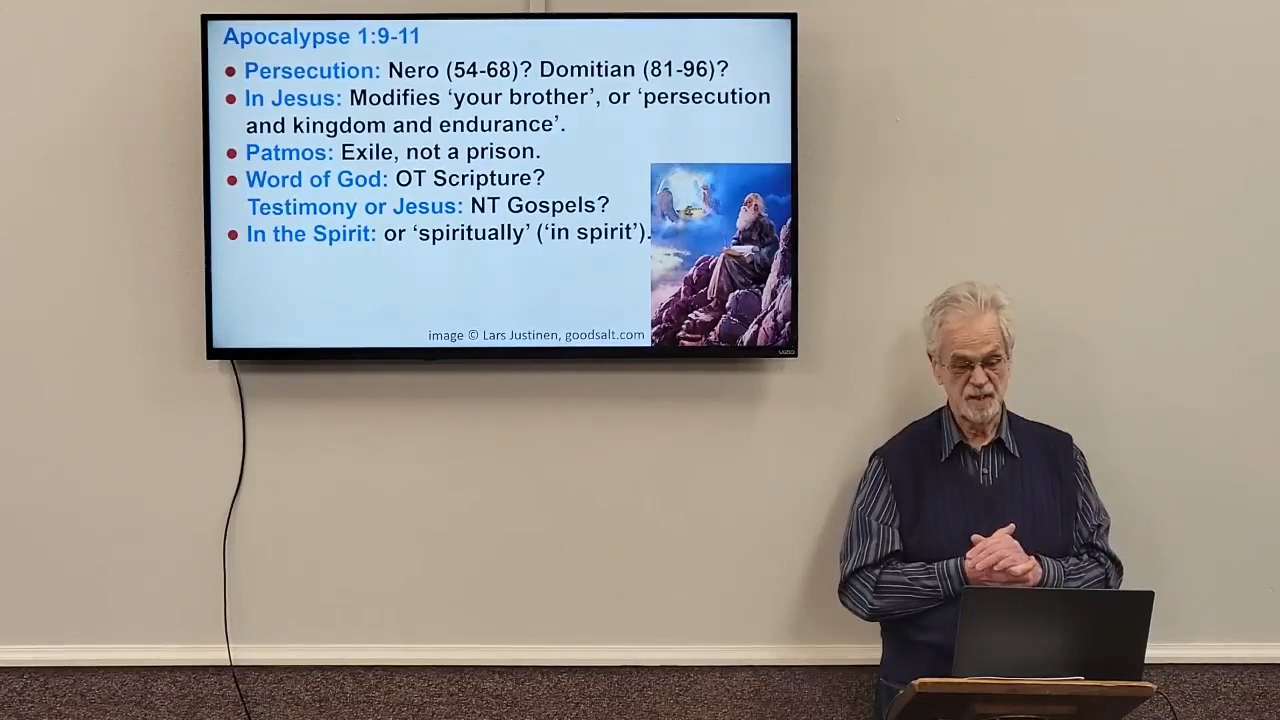 Apocalypse 1:9-11
● Persecution: Nero (54-68)? Domitian (81-96)?
● In Jesus: Modifies ‘your brother’, or ‘persecution
and kingdom and endurance’.
● Patmos: Exile, not a prison.
● Word of God: OT Scripture?
Testimony or Jesus: NT Gospels?
● In the Spirit: or ‘spiritually’ (‘in spirit’).
image © Lars Justinen, goodsalt.com
VIZIO